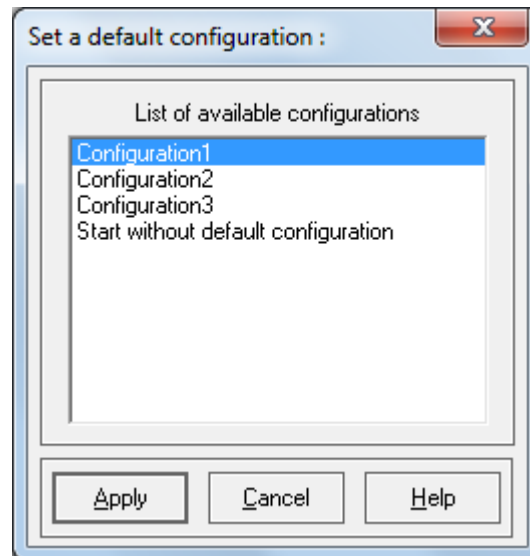 Set a default configuration :
List of available configurations
Configuration1
Configuration2
Configuration3
Start without default configuration
Apply
Cancel
Help